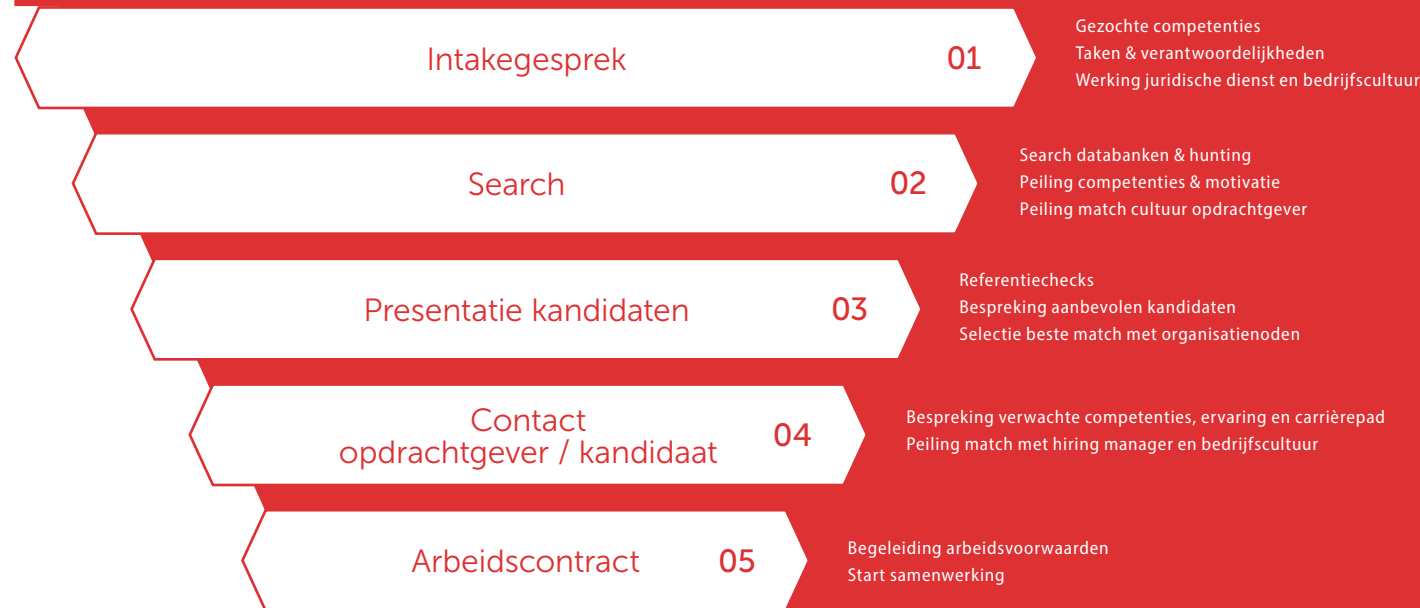 Intakegesprek
01
Gezochte competenties
Taken & verantwoordelijkheden
Werking juridische dienst en bedrijfscultuur
Search
02
Search databanken & hunting
Peiling competenties & motivatie
Peiling match cultuur opdrachtgever
Presentatie kandidaten
03
Referentiechecks
Bespreking aanbevolen kandidaten
Selectie beste match met organisatienoden
Contact
opdrachtgever / kandidaat
04
Bespreking verwachte competenties, ervaring en carrièrepad
Peiling match met hiring manager en bedrijfscultuur
Arbeidscontract
05
Begeleiding arbeidsvoorwaarden
Start samenwerking